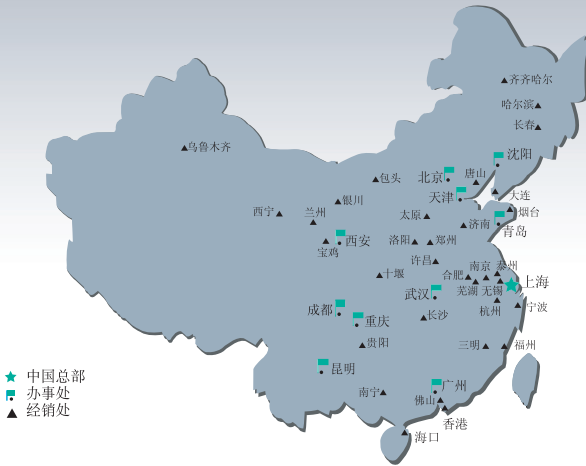 齐齐哈尔
哈尔滨
长春
乌鲁木齐
沈阳
北京
唐山
包头
天津
大连
银川
西宁
兰州
太原
烟台
济南
青岛
西安
洛阳
郑州
宝鸡
许昌
十堰
合肥
南京
泰州
上海
芜湖
无锡
武汉
杭州
宁波
成都
重庆
长沙
贵阳
三明
福州
昆明
南宁
广州
佛山
香港
海口
中国总部
办事处
经销处